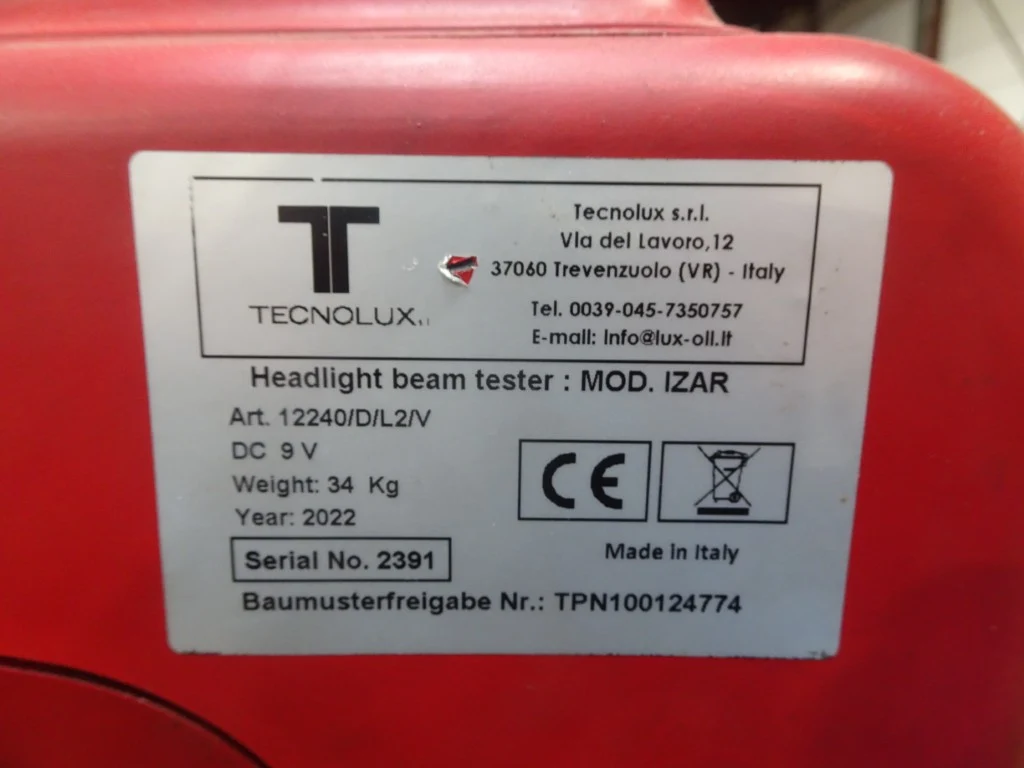 TECNOLUX
Tecnolux s.r.l.
VIa del Lavoro,12
37060 Trevenzuolo (VR) - Italy
Tel. 0039-045-7350757
E-mail: Info@lux-oil.it
Headlight beam tester : MOD. IZAR
Art. 12240/D/L2/V
DC 9 V
Weight: 34 Kg
Year: 2022
Serial No. 2391
CE
Made in Italy
Baumusterfreigabe Nr.: TPN100124774